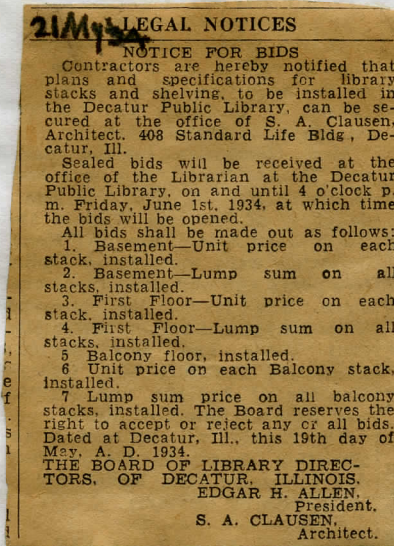 21 My 34
LEGAL NOTICES
NOTICE FOR BIDS
Contractors are hereby notified that
plans and specifications for library
stacks and shelving, to be installed in
the Decatur Public Library, can be se-
cured at the office of S. A. Clausen,
Architect. 408 Standard Life Bldg., De-
catur, Ill.
Sealed bids will be received at the
office of the Librarian at the Decatur
Public Library, on and until 4 o'clock p.
m. Friday, June 1st, 1934, at which time
the bids will be opened.
All bids shall be made out as follows:
1. Basement—Unit price on each
stack, installed.
2. Basement—Lump sum on all
stacks, installed.
3. First Floor—Unit price on each
stack, installed.
4. First Floor—Lump sum on all
stacks, installed.
5 Balcony floor, installed.
6 Unit price on each Balcony stack,
installed.
7 Lump sum price on all balcony
stacks, installed. The Board reserves the
right to accept or reject any or all bids.
Dated at Decatur, Ill., this 19th day of
May, A. D. 1934.
THE BOARD OF LIBRARY DIREC-
TORS, OF DECATUR, ILLINOIS.
EDGAR H. ALLEN,
President.
S. A. CLAUSEN,
Architect.